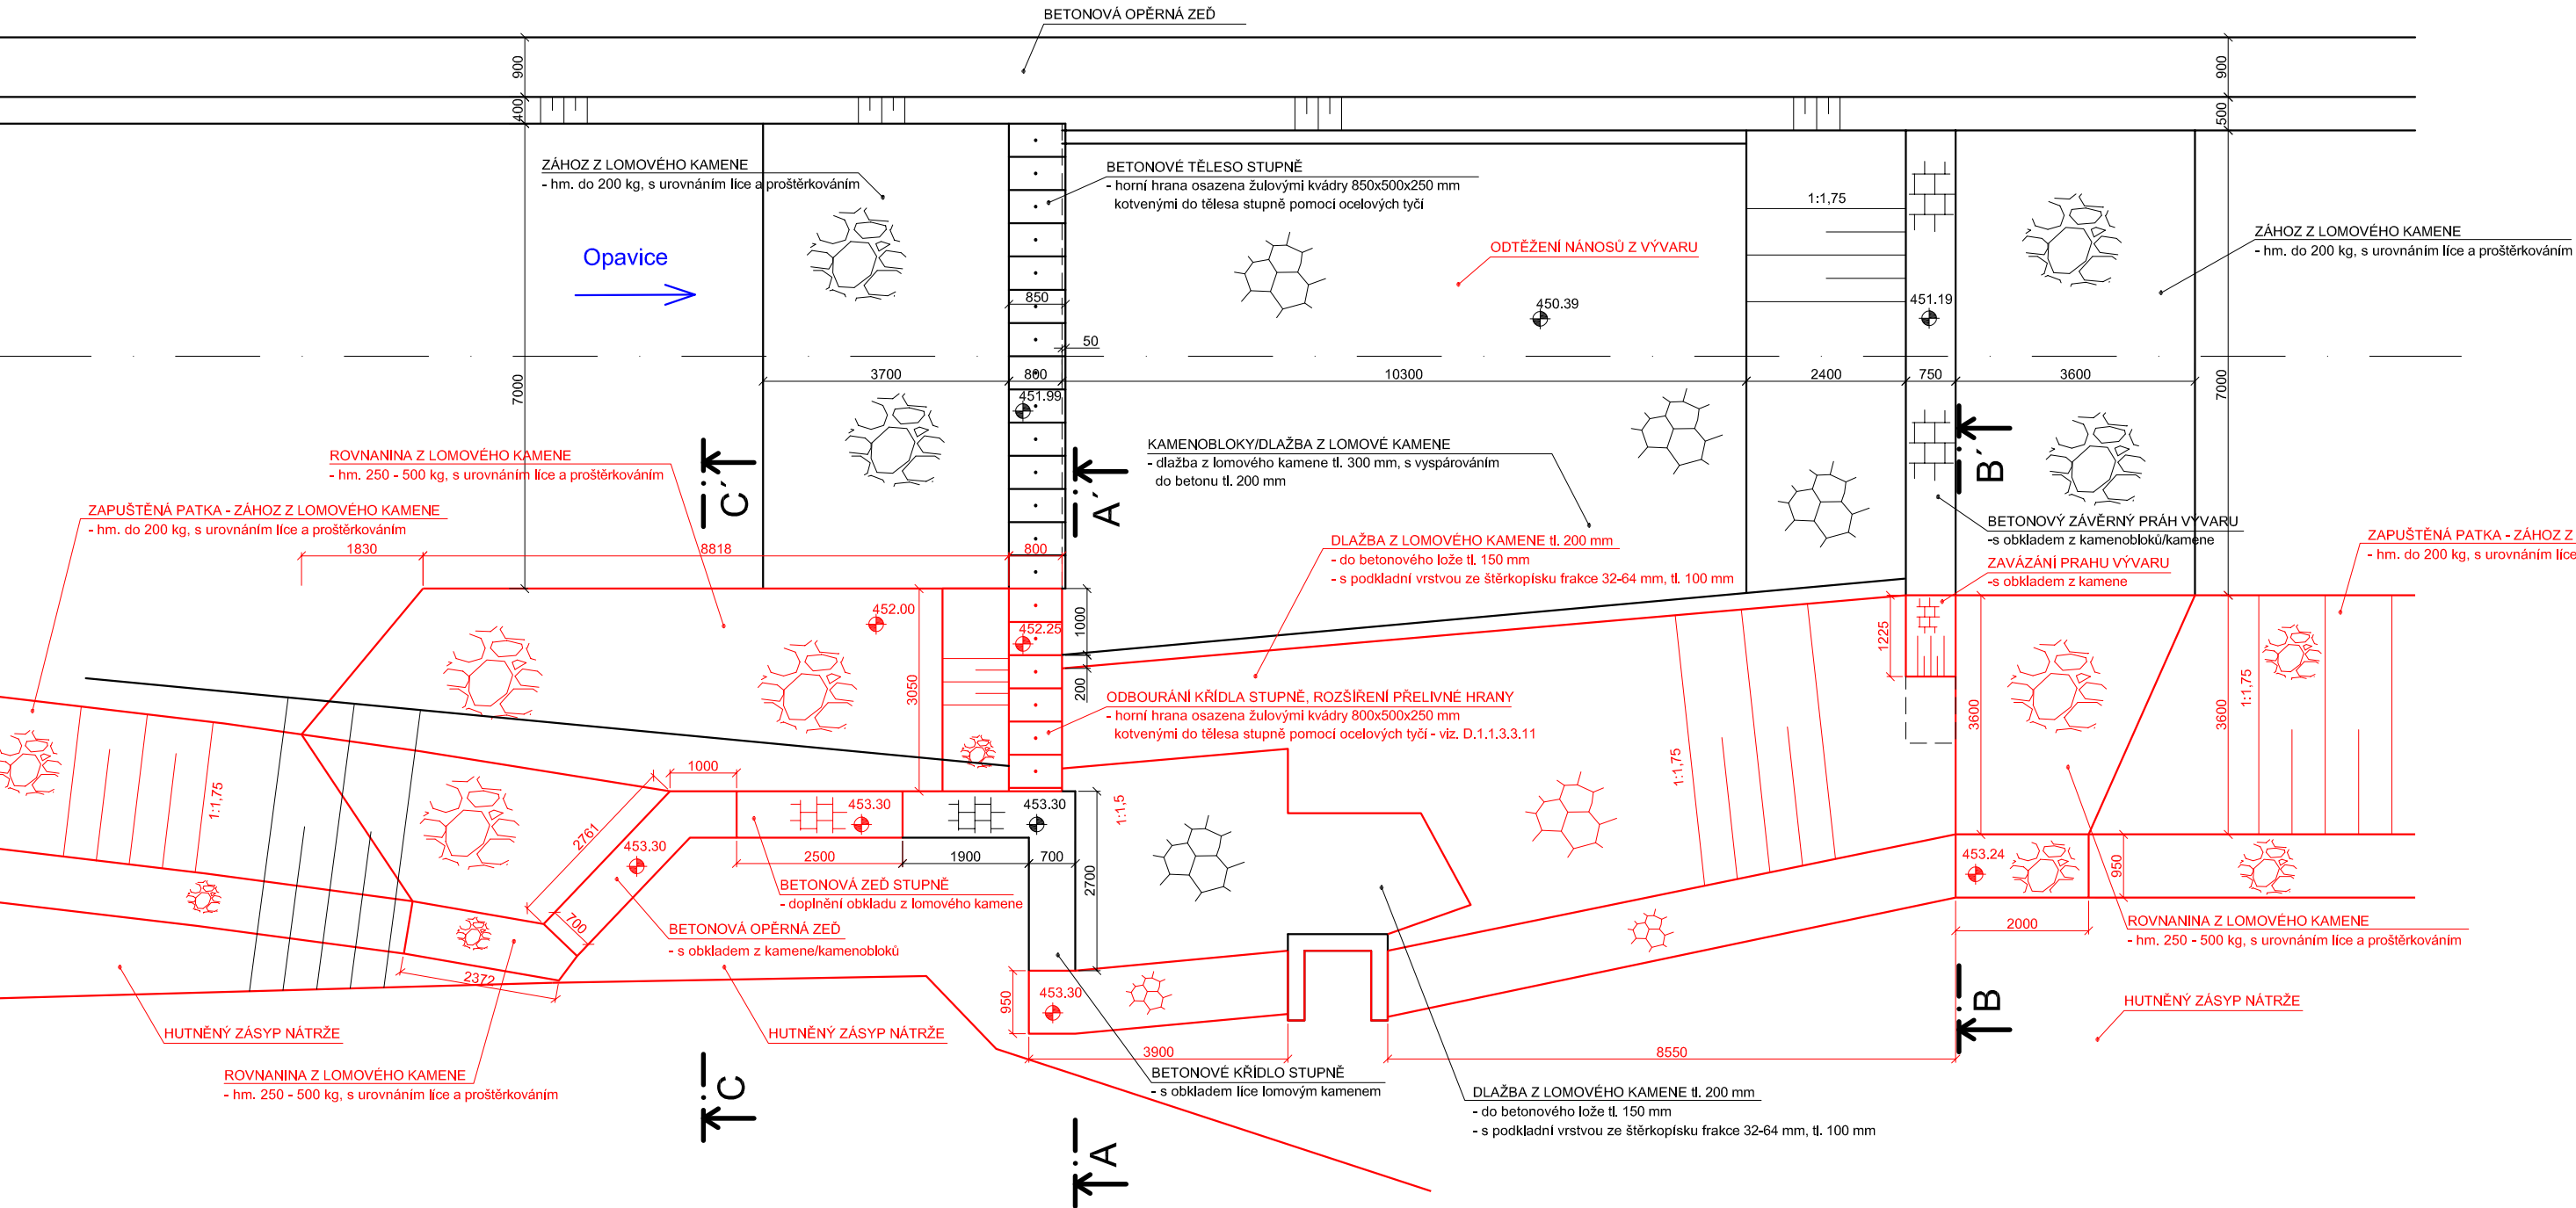 BETONOVÁ OPĚRNÁ ZEĎ
900
400
900
500
ZÁHOZ Z LOMOVÉHO KAMENE
- hm. do 200 kg, s urovnáním líce a proštěrkováním
BETONOVÉ TĚLESO STUPNĚ
- horní hrana osazena žulovými kvádry 850x500x250 mm
kotvenými do tělesa stupně pomocí ocelových tyčí
1:1,75
ZÁHOZ Z LOMOVÉHO KAMENE
- hm. do 200 kg, s urovnáním líce a proštěrkováním
Opavice
ODTĚŽENÍ NÁNOSŮ Z VÝVARU
850
450.39
451.19
50
7000
3700
800
10300
2400
750
3600
7000
451.99
ROVNANINA Z LOMOVÉHO KAMENE
- hm. 250 - 500 kg, s urovnáním líce a proštěrkováním
C´
A´
KAMENOBLOKY/DLAŽBA Z LOMOVÉ KAMENE
- dlažba z lomového kamene tl. 300 mm, s vyspárováním
do betonu tl. 200 mm
B´
ZAPUŠTĚNÁ PATKA - ZÁHOZ Z LOMOVÉHO KAMENE
- hm. do 200 kg, s urovnáním líce a proštěrkováním
BETONOVÝ ZÁVĚRNÝ PRÁH VÝVARU
-s obkladem z kamenobloků/kamene
ZAPUŠTĚNÁ PATKA - ZÁHOZ Z
- hm. do 200 kg, s urovnáním líce
1830
8818
800
DLAŽBA Z LOMOVÉHO KAMENE tl. 200 mm
- do betonového lože tl. 150 mm
- s podkladní vrstvou ze štěrkopísku frakce 32-64 mm, tl. 100 mm
ZAVÁZÁNÍ PRAHU VÝVARU
-s obkladem z kamene
452.00
452.25
1000
1225
3050
200
3600
1:1,75
3600
ODBOURÁNÍ KŘÍDLA STUPNĚ, ROZŠÍŘENÍ PŘELIVNÉ HRANY
- horní hrana osazena žulovými kvádry 800x500x250 mm
kotvenými do tělesa stupně pomocí ocelových tyčí - viz. D.1.1.3.3.11
1:1,75
1000
2761
453.30
453.30
1:1,5
1:1,75
453.30
2500
1900
700
2700
453.24
950
700
BETONOVÁ ZEĎ STUPNĚ
- doplnění obkladu z lomového kamene
BETONOVÁ OPĚRNÁ ZEĎ
- s obkladem z kamene/kamenobloků
2000
ROVNANINA Z LOMOVÉHO KAMENE
- hm. 250 - 500 kg, s urovnáním líce a proštěrkováním
2372
950
453.30
B
HUTNĚNÝ ZÁSYP NÁTRŽE
HUTNĚNÝ ZÁSYP NÁTRŽE
HUTNĚNÝ ZÁSYP NÁTRŽE
3900
8550
ROVNANINA Z LOMOVÉHO KAMENE
- hm. 250 - 500 kg, s urovnáním líce a proštěrkováním
C
BETONOVÉ KŘÍDLO STUPNĚ
- s obkladem líce lomovým kamenem
DLAŽBA Z LOMOVÉHO KAMENE tl. 200 mm
- do betonového lože tl. 150 mm
- s podkladní vrstvou ze štěrkopísku frakce 32-64 mm, tl. 100 mm
A